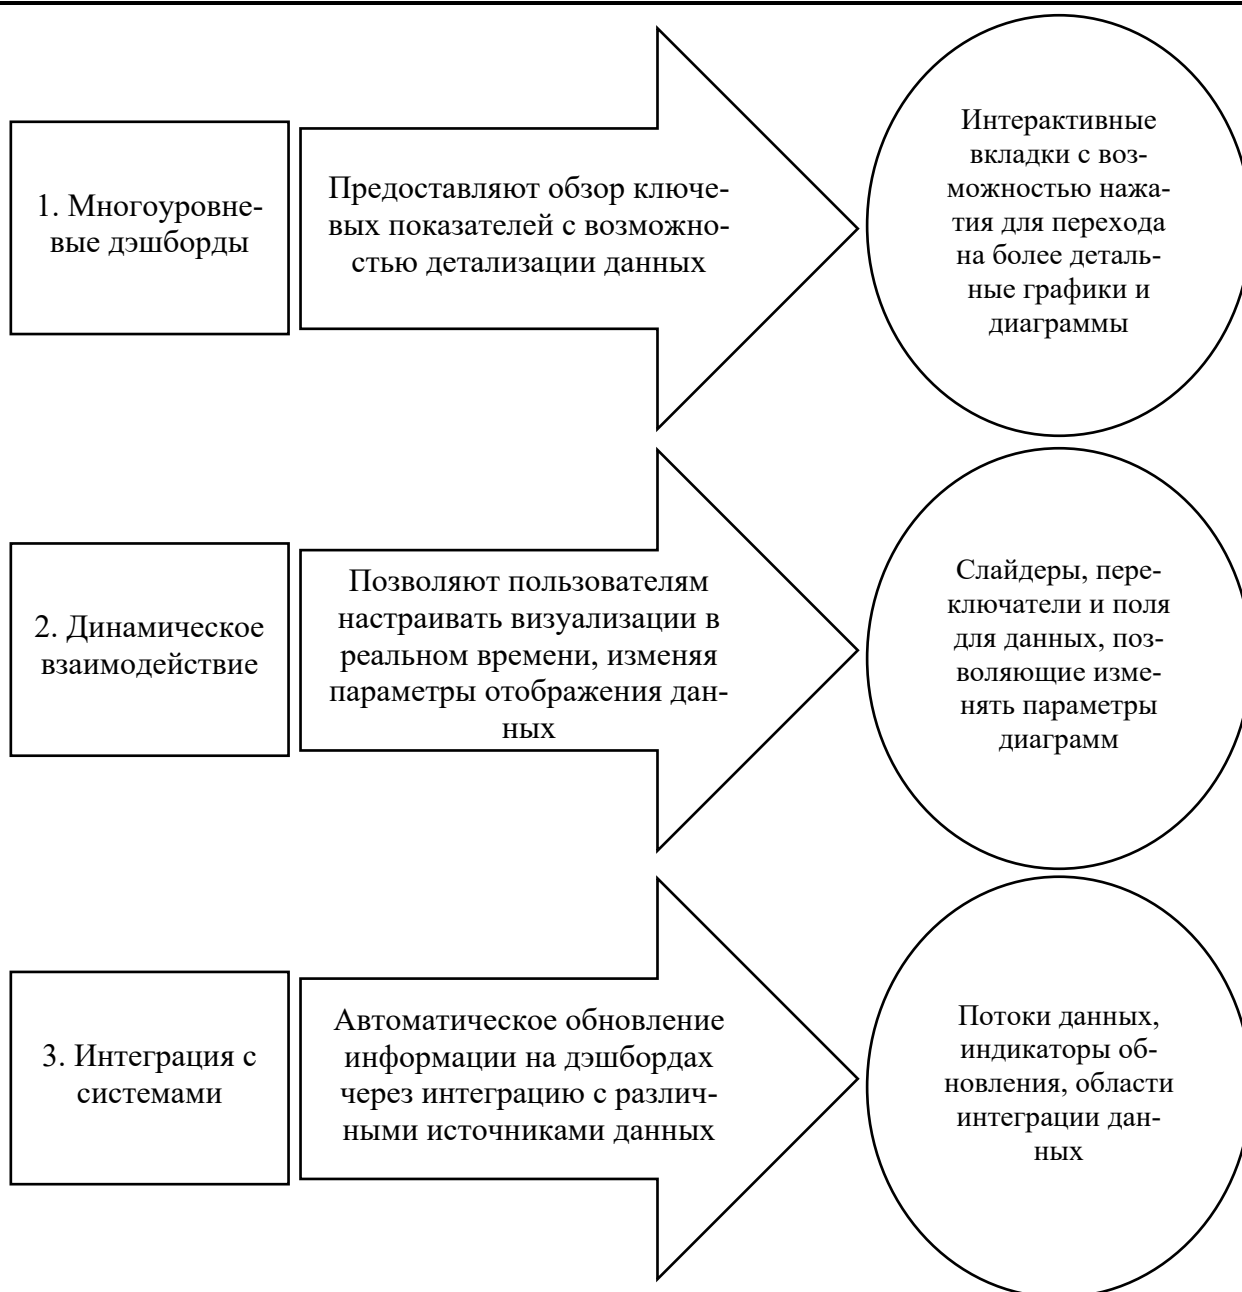 1. Многоуровне-
вые дэшборды
Предоставляют обзор ключе-
вых показателей с возможно-
стью детализации данных
Интерактивные
вкладки с воз-
можностью нажа-
тия для перехода
на более деталь-
ные графики и
диаграммы
2. Динамическое
взаимодействие
Позволяют пользователям
настраивать визуализации в
реальном времени, изменяя
параметры отображения дан-
ных
Слайдеры, пере-
ключатели и поля
для данных, поз-
воляющие изме-
нять параметры
диаграмм
3. Интеграция с
системами
Автоматическое обновление
информации на дэшбордах
через интеграцию с различ-
ными источниками данных
Потоки данных,
индикаторы об-
новления, области
интеграции дан-
ных